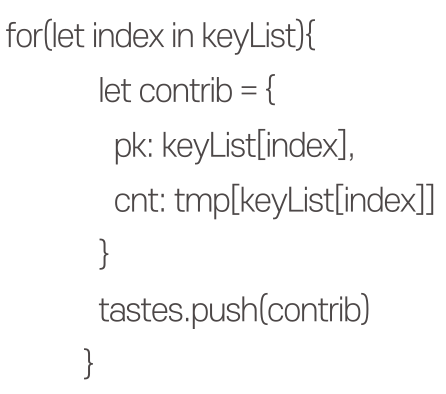 for(let index in keyList){
let contrib = {
pk: keyList[index],
cnt: tmp[keyList[index]]
}
tastes.push(contrib)
}